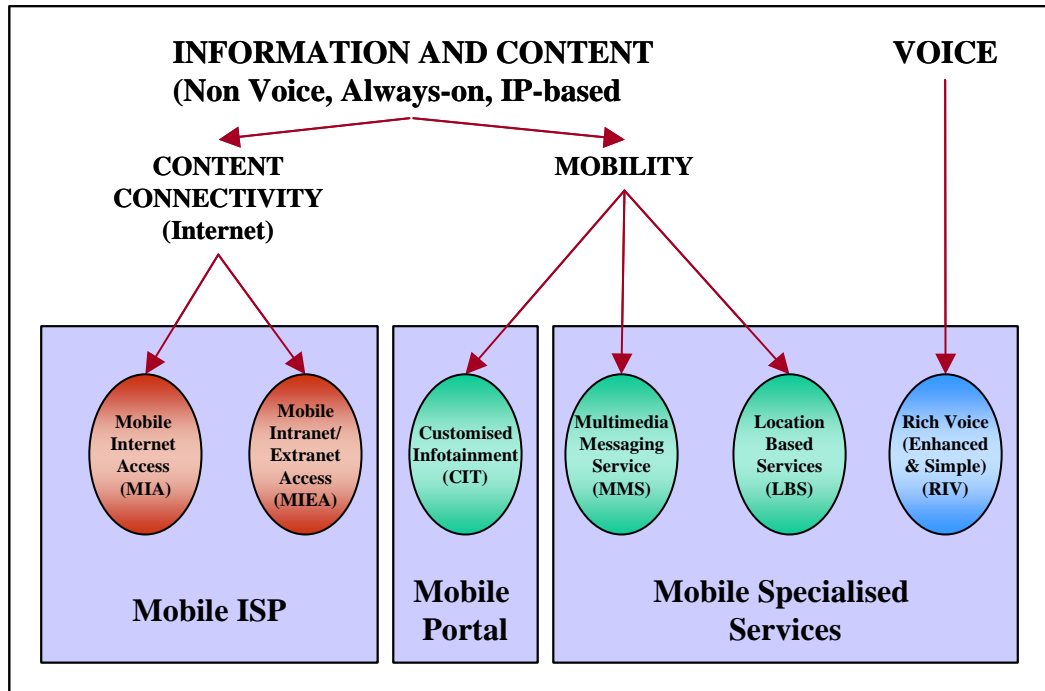 INFORMATION AND CONTENT
(Non Voice, Always-on, IP-based
VOICE
CONTENT
CONNECTIVITY
(Internet)
MOBILITY
Mobile
Internet
Access
(MIA)
Mobile
Intranet/
Extranet
Access
(MIEA)
Customised
Infotainment
(CIT)
Multimedia
Messaging
Service
(MMS)
Location
Based
Services
(LBS)
Rich Voice
(Enhanced
& Simple)
(RIV)
Mobile ISP
Mobile
Portal
Mobile Specialised
Services